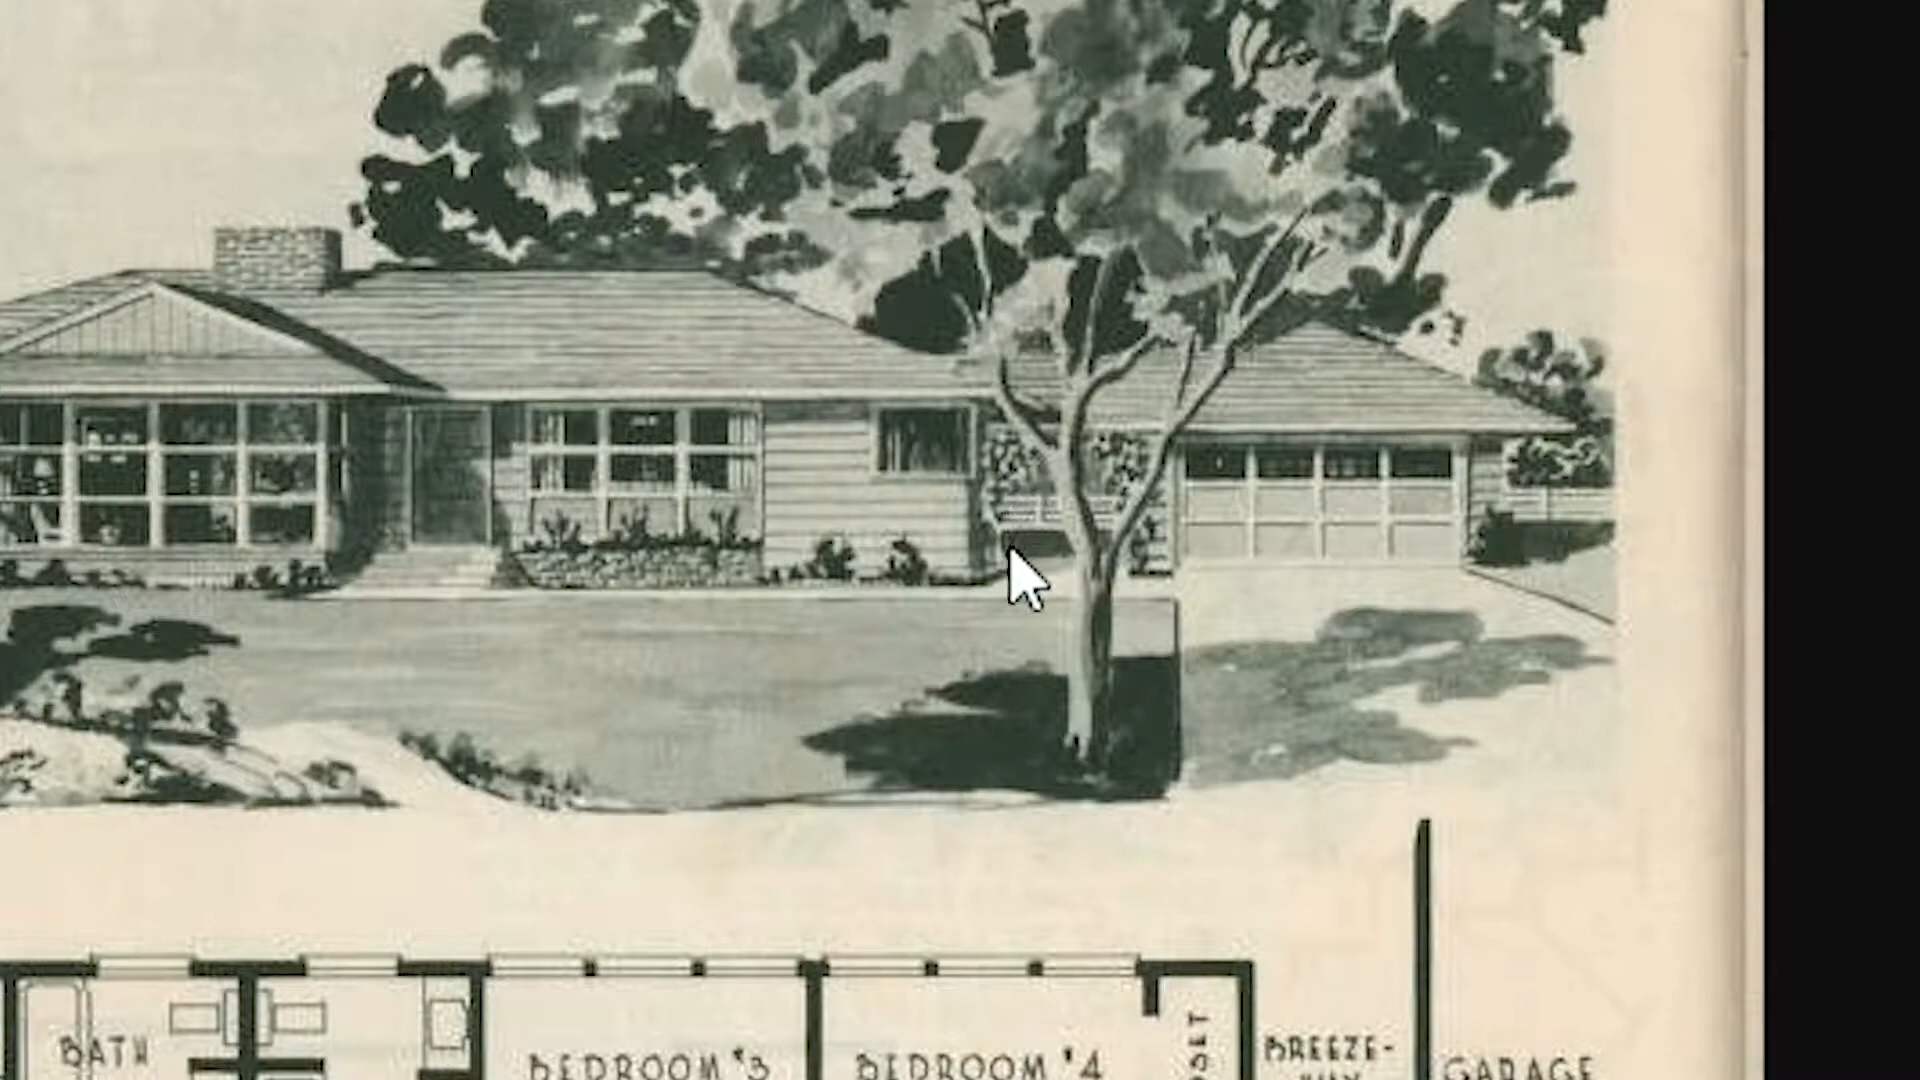 BATH
BEDROOM #3
BEDROOM #4
BREEZE-
GARAGE